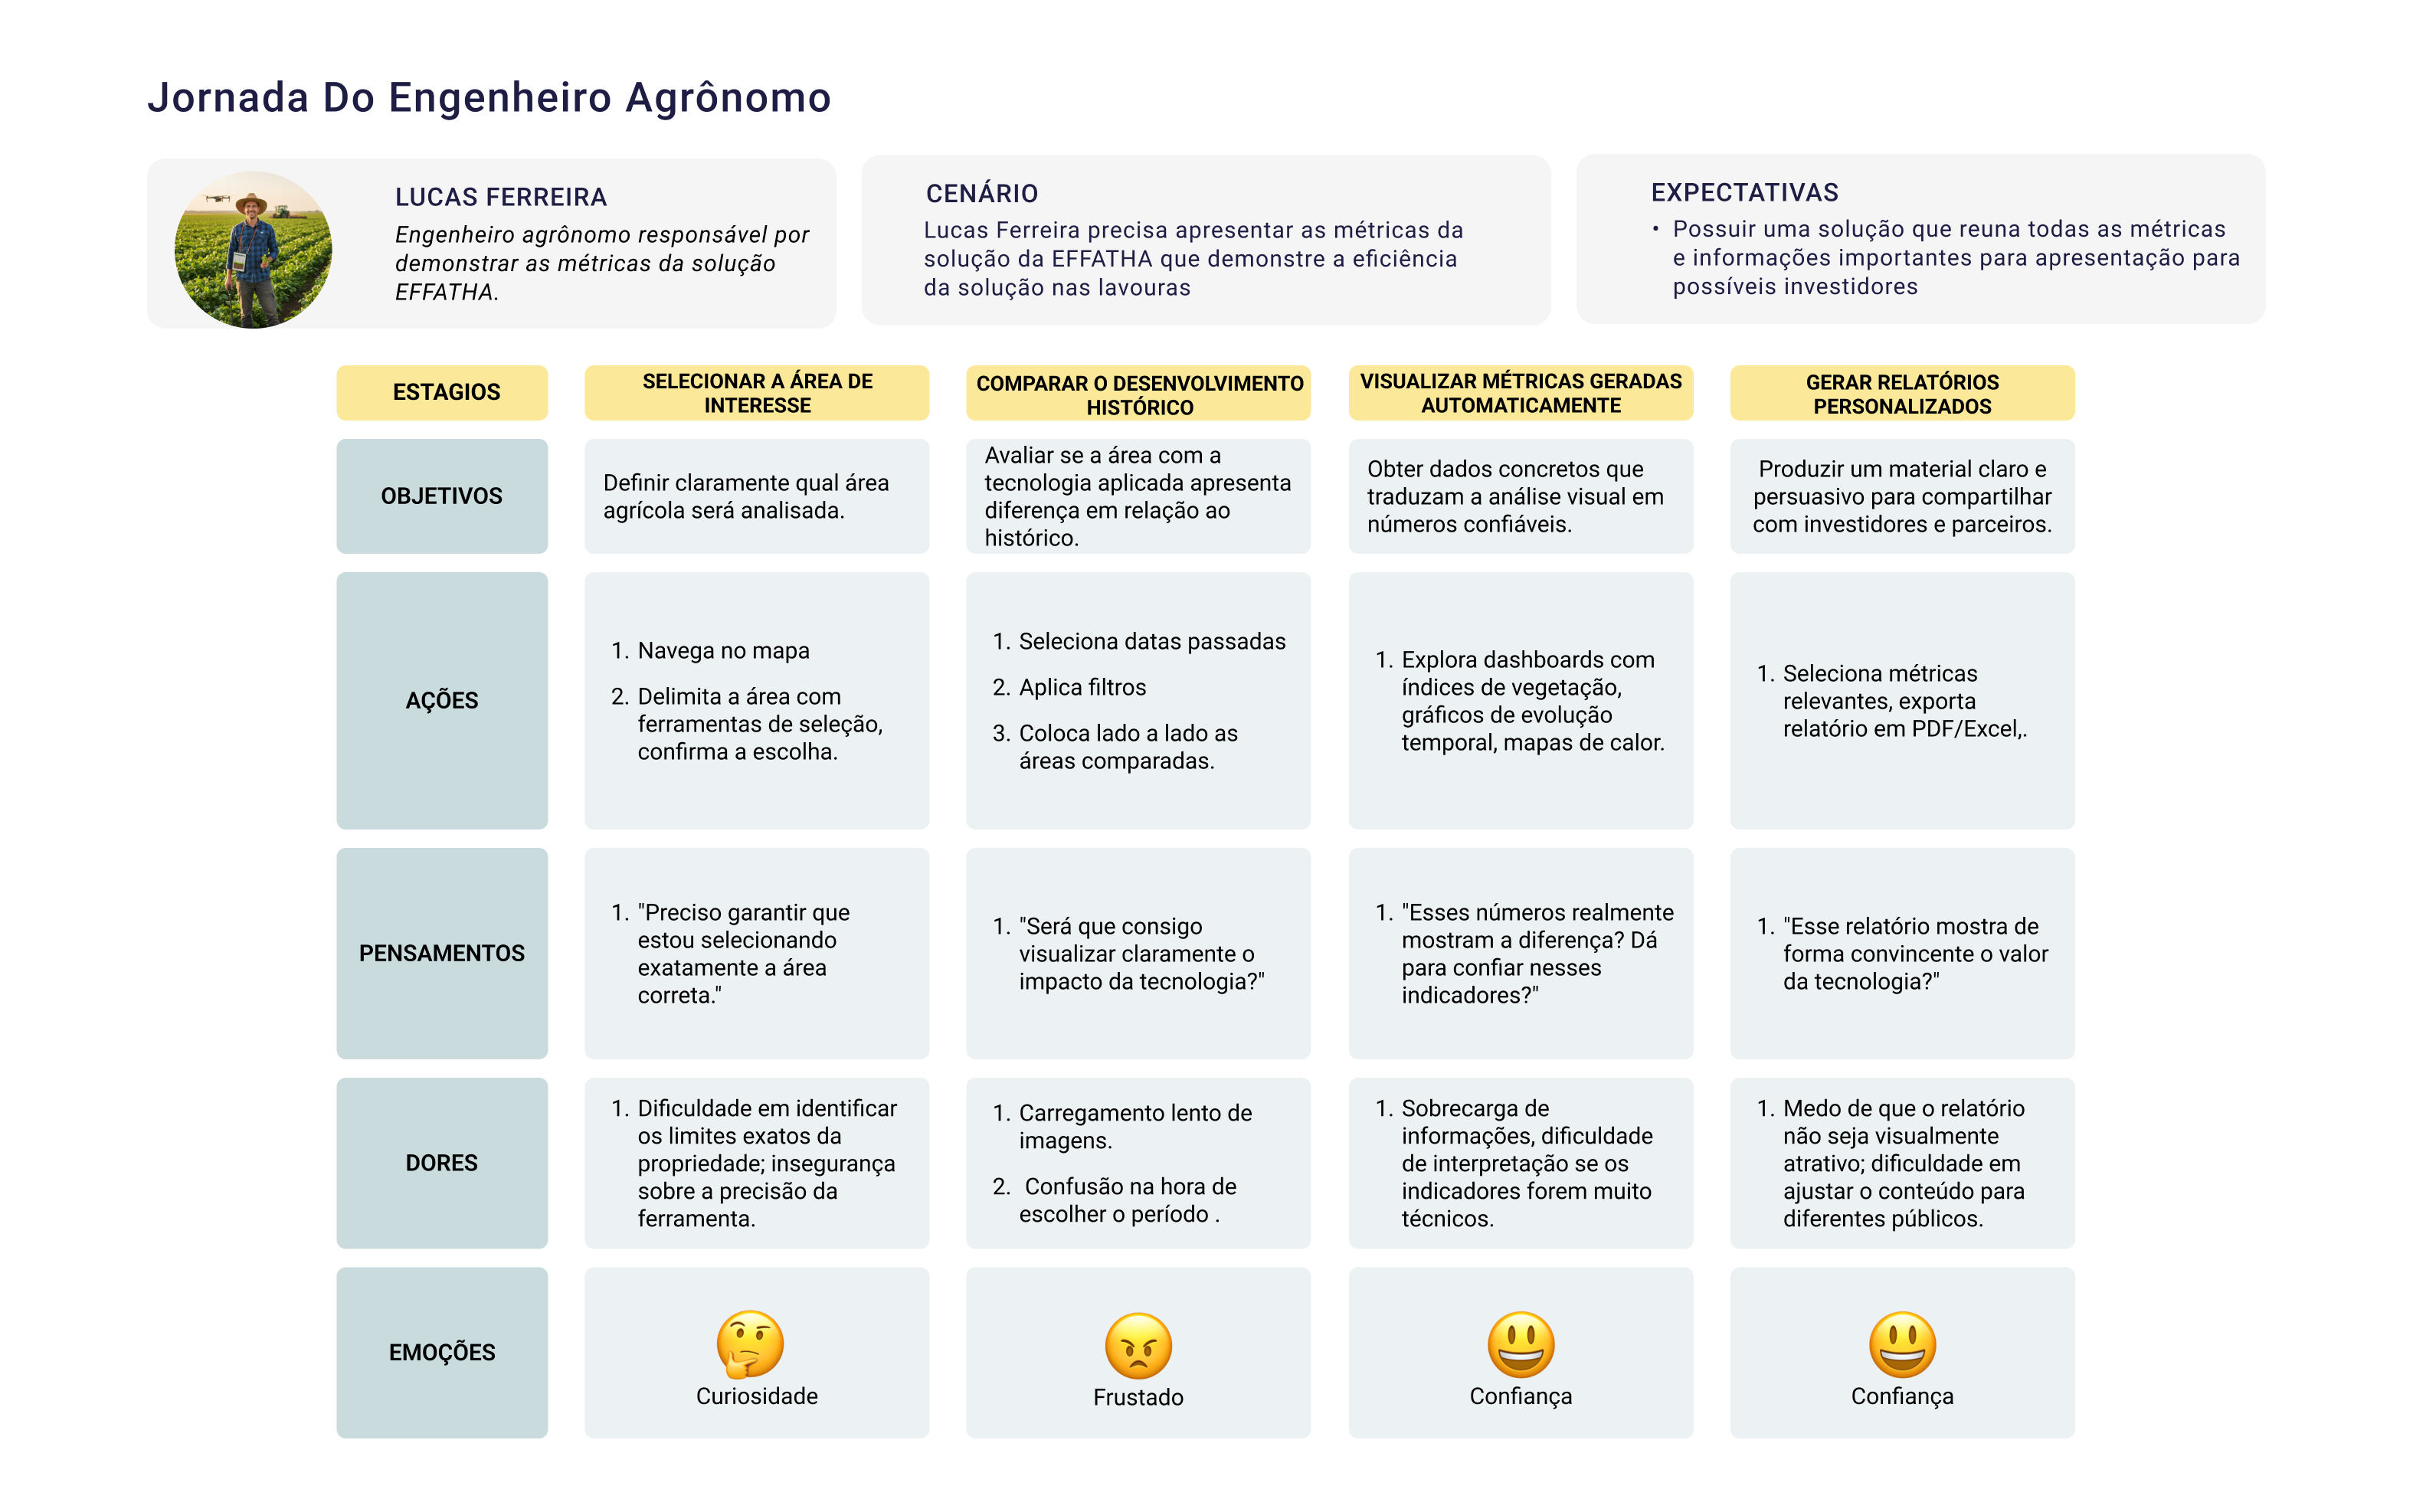 Jornada Do Engenheiro Agrônomo
LUCAS FERREIRA
Engenheiro agrônomo responsável por
demonstrar as métricas da solução
EFFATHA.
CENÁRIO
Lucas Ferreira precisa apresentar as métricas da
solução da EFFATHA que demonstre a eficiência
da solução nas lavouras
EXPECTATIVAS
• Possuir uma solução que reuna todas as métricas
e informações importantes para apresentação para
possíveis investidores
ESTAGIOS
SELECIONAR A ÁREA DE
INTERESSE
COMPARAR O DESENVOLVIMENTO
HISTÓRICO
VISUALIZAR MÉTRICAS GERADAS
AUTOMATICAMENTE
GERAR RELATÓRIOS
PERSONALIZADOS
OBJETIVOS
Definir claramente qual área
agrícola será analisada.
Avaliar se a área com a
tecnologia aplicada apresenta
diferença em relação ao
histórico.
Obter dados concretos que
traduzam a análise visual em
números confiáveis.
Produzir um material claro e
persuasivo para compartilhar
com investidores e parceiros.
AÇÕES
1. Navega no mapa
2. Delimita a área com
ferramentas de seleção,
confirma a escolha.
1. Seleciona datas passadas
2. Aplica filtros
3. Coloca lado a lado as
áreas comparadas.
1. Explora dashboards com
índices de vegetação,
gráficos de evolução
temporal, mapas de calor.
1. Seleciona métricas
relevantes, exporta
relatório em PDF/Excel,.
PENSAMENTOS
1. "Preciso garantir que
estou selecionando
exatamente a área
correta."
1. "Será que consigo
visualizar claramente o
impacto da tecnologia?"
1. "Esses números realmente
mostram a diferença? Dá
para confiar nesses
indicadores?"
1. "Esse relatório mostra de
forma convincente o valor
da tecnologia?"
DORES
1. Dificuldade em identificar
os limites exatos da
propriedade; insegurança
sobre a precisão da
ferramenta.
1. Carregamento lento de
imagens.
2. Confusão na hora de
escolher o período .
1. Sobrecarga de
informações, dificuldade
de interpretação se os
indicadores forem muito
técnicos.
1. Medo de que o relatório
não seja visualmente
atrativo; dificuldade em
ajustar o conteúdo para
diferentes públicos.
EMOÇÕES
Curiosidade
Frustado
Confiança
Confiança